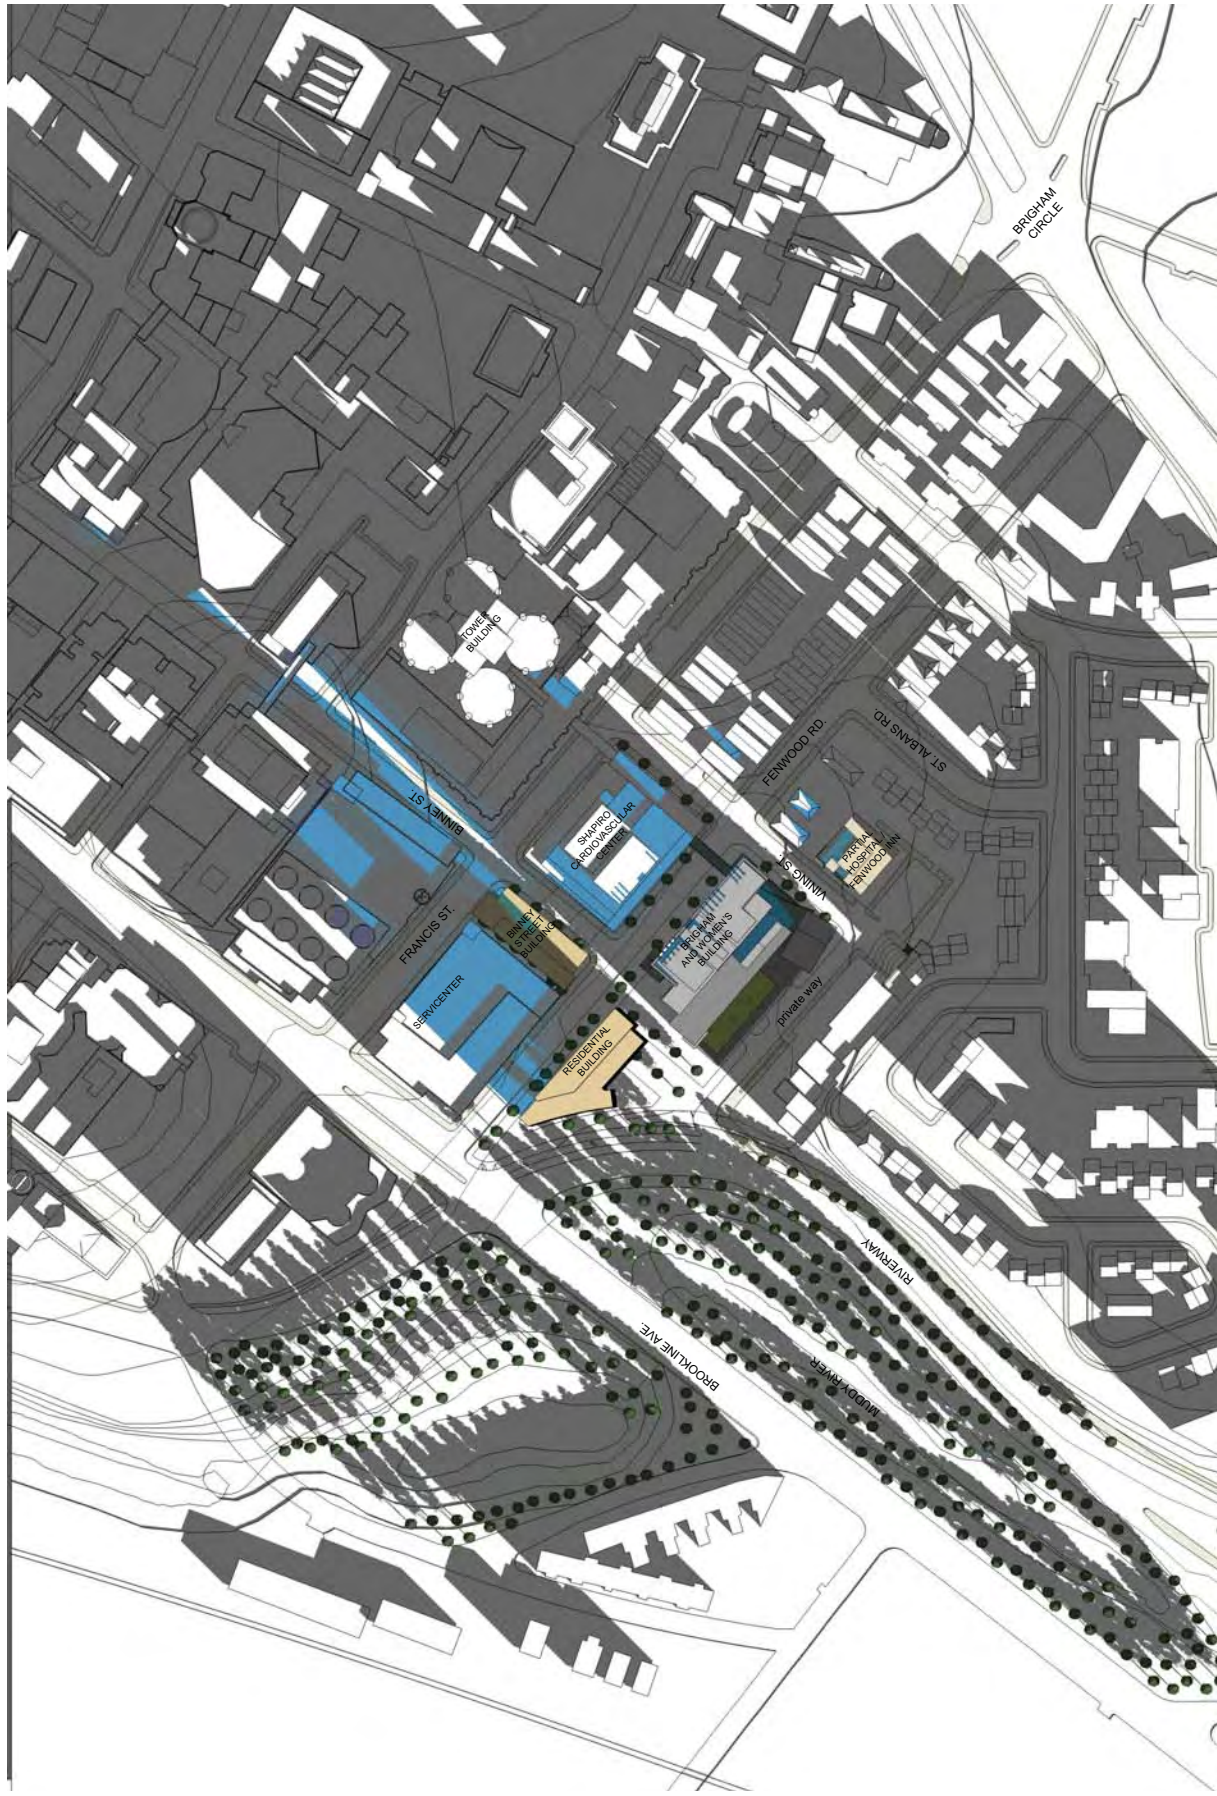 BRIGHAM
CIRCLE
TOWER
BUILDING
ST. ALBANS RD.
FENWOOD RD.
BINNEY ST.
SHAPIRO
CARDIOVASCULAR
CENTER
PARTIAL
HOSPITAL/
FENWOOD INN
VINING ST.
FRANCIS ST.
BINNEY
STREET
BUILDING
BRIGHAM
AND WOMEN'S
BUILDING
SERVICENTER
private way
RESIDENTIAL
BUILDING
RIVERWAY
BROOKLINE AVE.
MUDDY RIVER